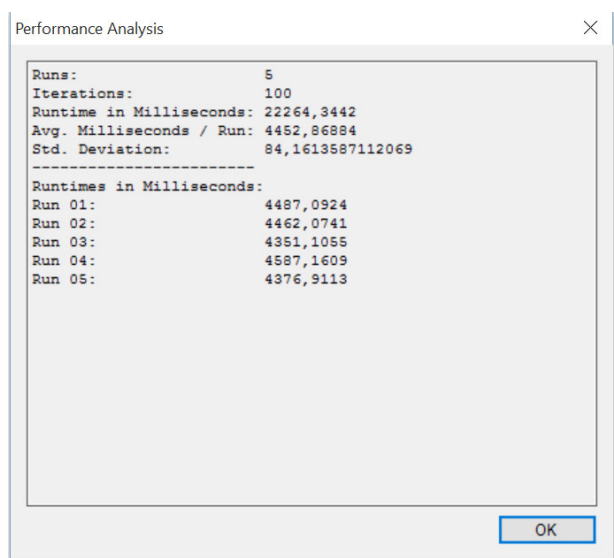 Performance Analysis
Runs: 5
Iterations: 100
Runtime in Milliseconds: 22264,3442
Avg. Milliseconds / Run: 4452,86884
Std. Deviation: 84,1613587112069
------------------------
Runtimes in Milliseconds:
Run 01: 4487,0924
Run 02: 4462,0741
Run 03: 4351,1055
Run 04: 4587,1609
Run 05: 4376,9113
OK